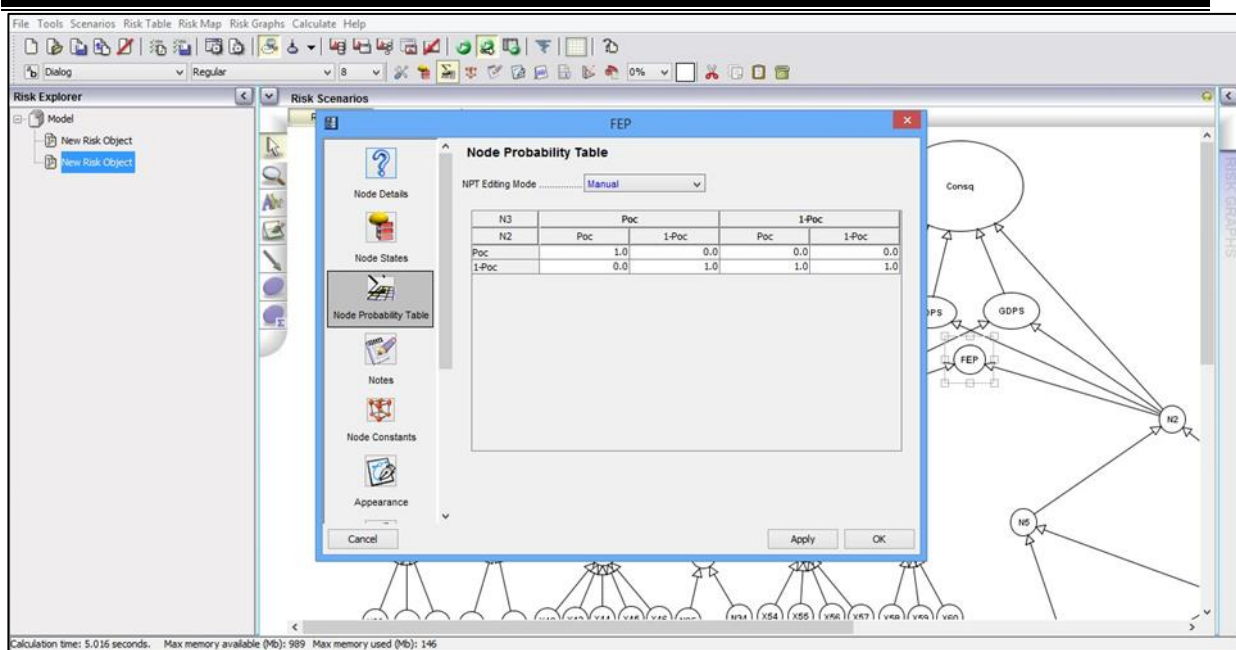 File Tools Scenarios Risk Table Risk Map Risk Graphs Calculate Help
Dialog Regular 8 0%
Risk Explorer
Risk Scenarios
Model
New Risk Object
New Risk Object
FEP
Node Details
Node States
Node Probability Table
Notes
Node Constants
Appearance
Node Probability Table
NPT Editing Mode ............... Manual
N3 Poc 1-Poc
N2 Poc 1-Poc Poc 1-Poc
Poc 1.0 0.0 0.0 0.0
1-Poc 0.0 1.0 1.0 1.0
Cancel Apply OK
Consq
GDPS
FEP
N2
N5
X54 X55 X56 X57 X58 X59 X60
RISK GRAPHS
Calculation time: 5.016 seconds. Max memory available (Mb): 989 Max memory used (Mb): 146